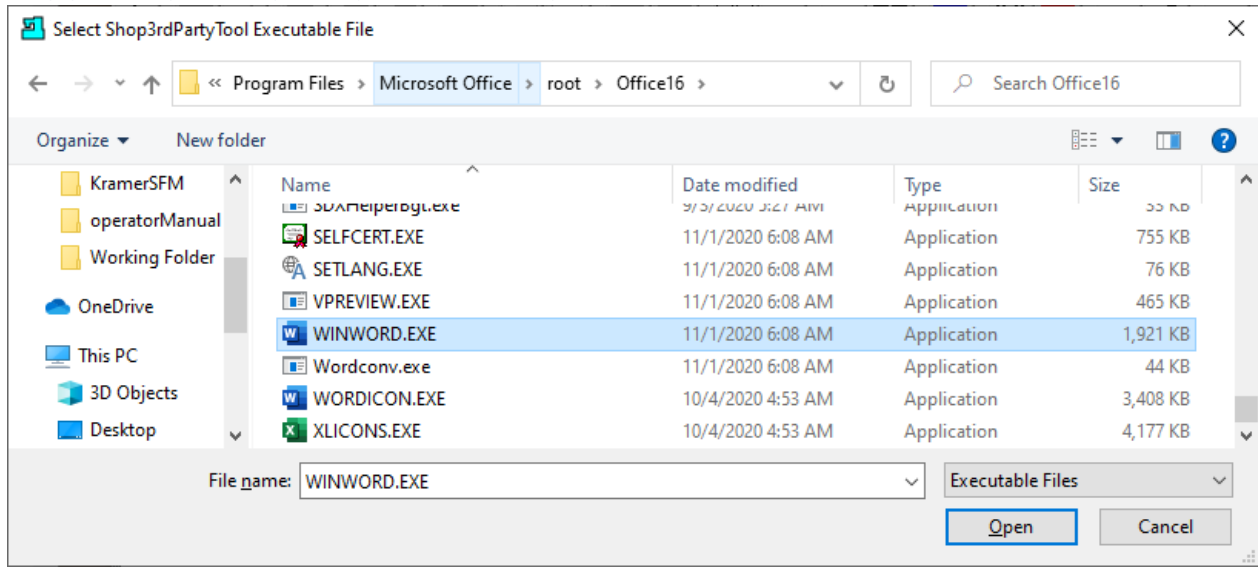 Select Shop3rdPartyTool Executable File
« Program Files > Microsoft Office > root > Office16 > Search Office16
Organize New folder
KramerSFM
operatorManual
Working Folder
OneDrive
This PC
3D Objects
Desktop
Name Date modified Type Size
Application
SELFCERT.EXE 11/1/2020 6:08 AM Application 755 KB
SETLANG.EXE 11/1/2020 6:08 AM Application 76 KB
VPREVIEW.EXE 11/1/2020 6:08 AM Application 465 KB
WINWORD.EXE 11/1/2020 6:08 AM Application 1,921 KB
Wordconv.exe 11/1/2020 6:08 AM Application 44 KB
WORDICON.EXE 10/4/2020 4:53 AM Application 3,408 KB
XLICONS.EXE 10/4/2020 4:53 AM Application 4,177 KB
File name: WINWORD.EXE Executable Files
Open Cancel